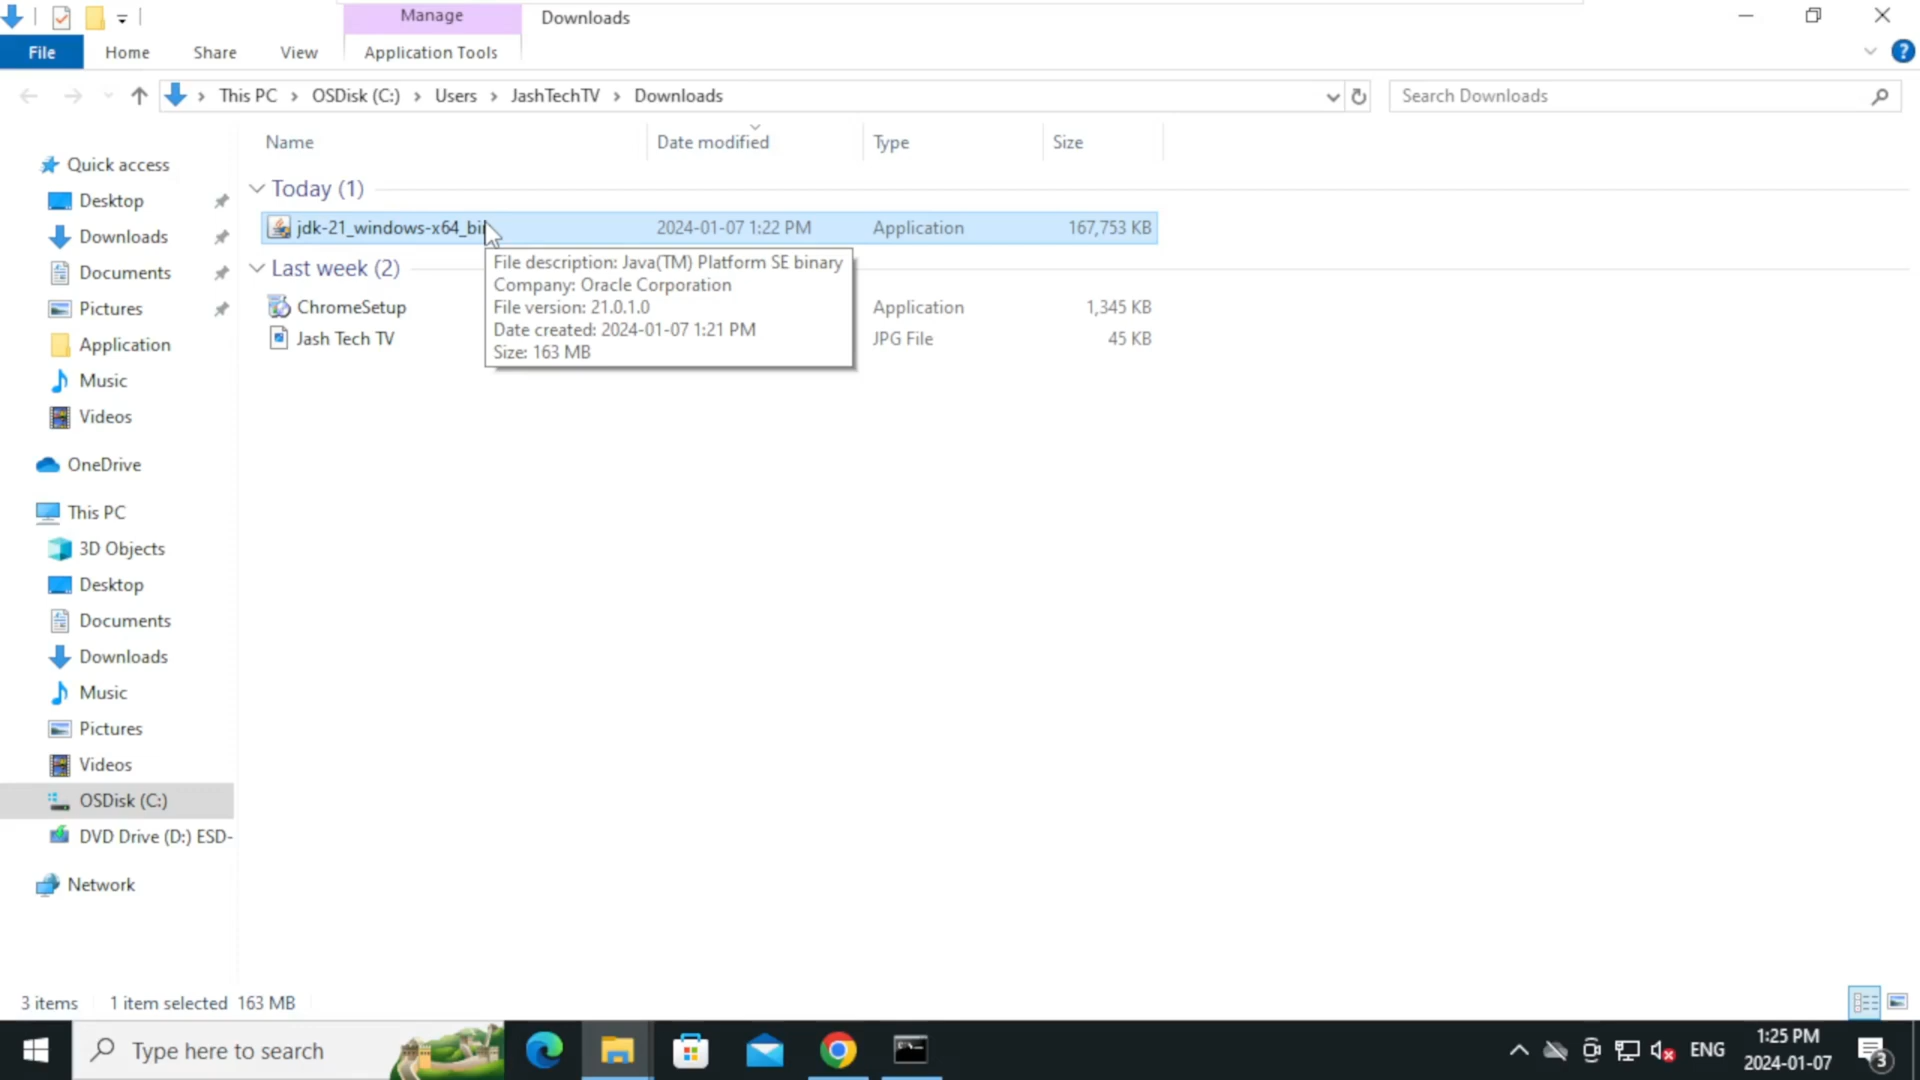 Manage
Downloads
File
Home
Share
View
Application Tools
This PC
OSDisk (C:)
Users
JashTechTV
Downloads
Search Downloads
Name
Date modified
Type
Size
Quick access
Desktop
Downloads
Documents
Pictures
Application
Music
Videos
OneDrive
This PC
3D Objects
Desktop
Documents
Downloads
Music
Pictures
Videos
OSDisk (C:)
DVD Drive (D:) ESD-
Network
Today (1)
jdk-21_windows-x64_bin 2024-01-07 1:22 PM Application 167,753 KB
Last week (2)
ChromeSetup Application 1,345 KB
Jash Tech TV JPG File 45 KB
File description: Java(TM) Platform SE binary
Company: Oracle Corporation
File version: 21.0.1.0
Date created: 2024-01-07 1:21 PM
Size: 163 MB
3 items 1 item selected 163 MB
Type here to search
ENG
1:25 PM
2024-01-07
3